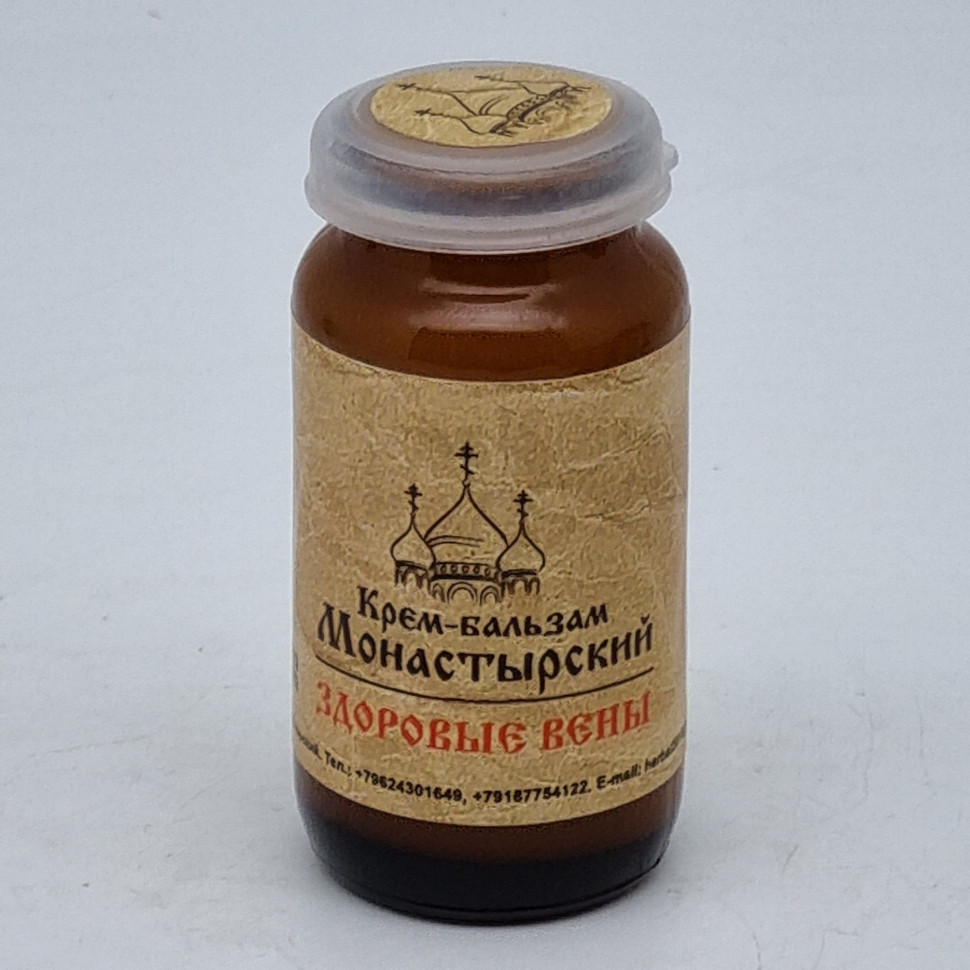 Крем-бальзам
Монастырский
ЗДОРОВЫЕ ВЕНЫ
Тел.: +79624301649, +79187754122. E-mail: